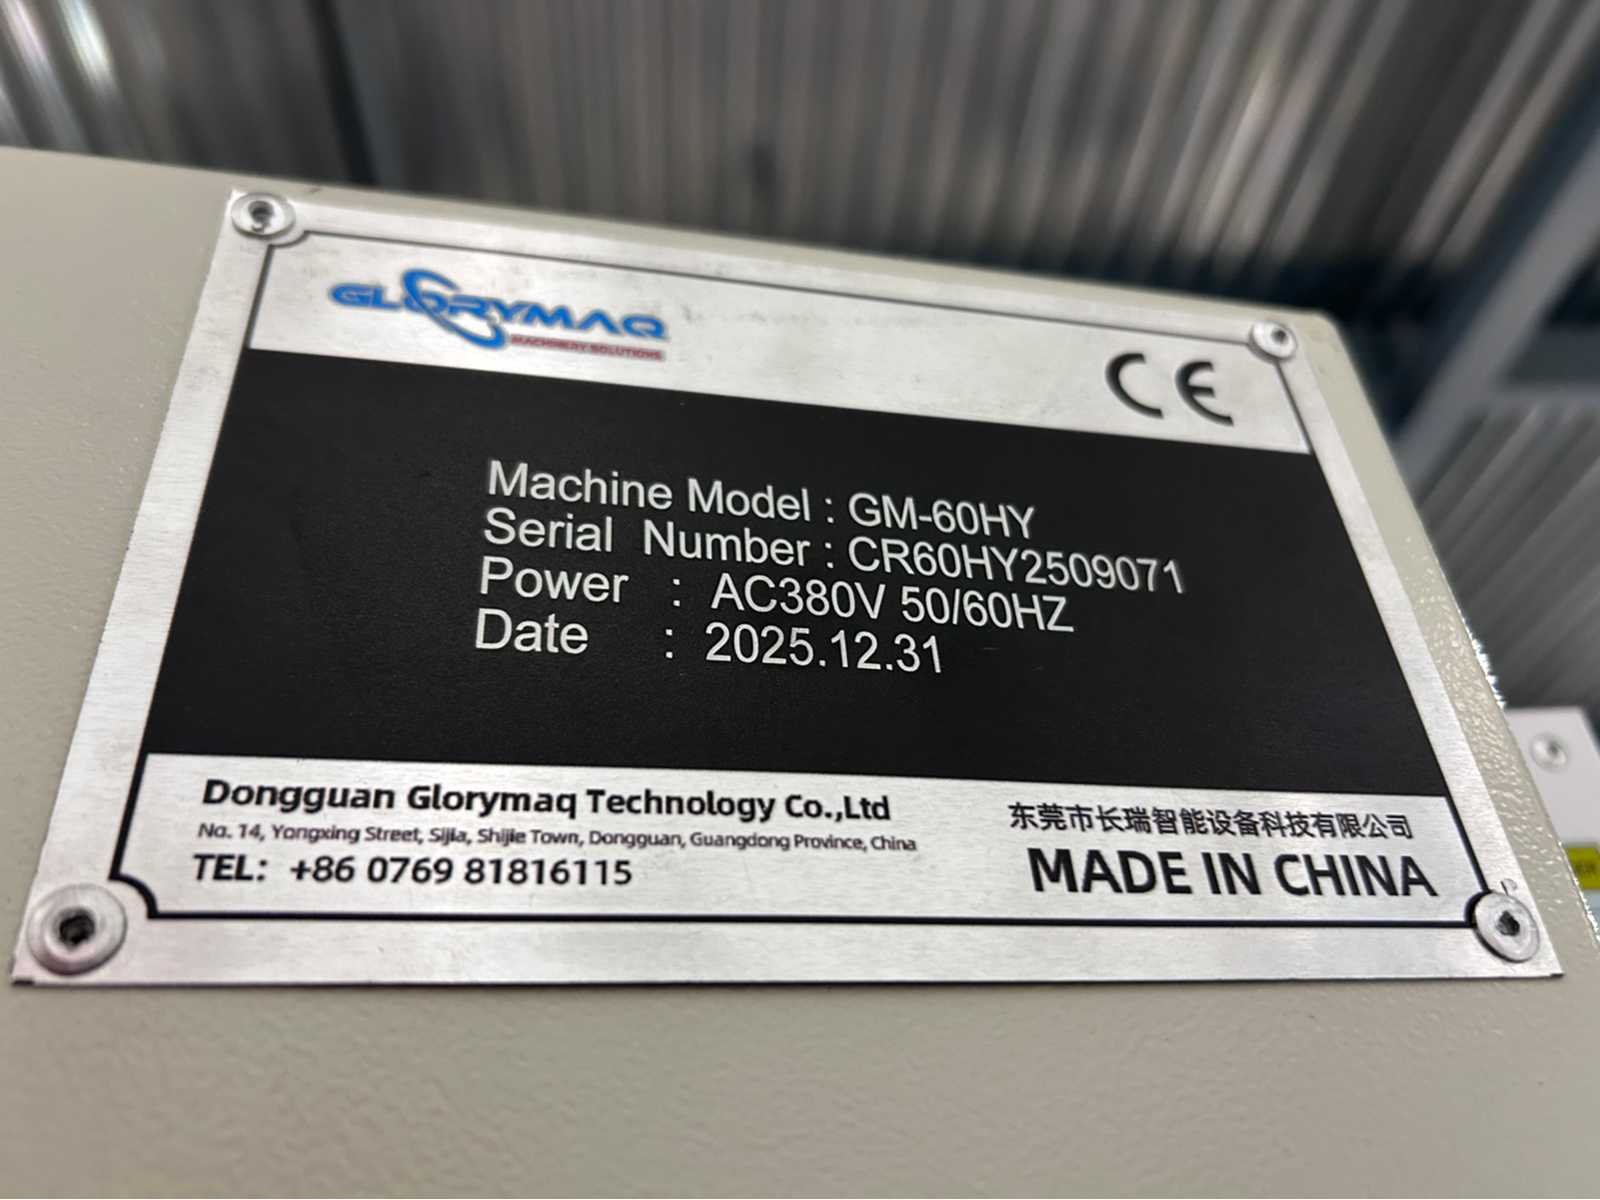 GLORYMAQ
MACHINERY SOLUTIONS
CE
Machine Model : GM-60HY
Serial Number : CR60HY2509071
Power : AC380V 50/60HZ
Date : 2025.12.31
Dongguan Glorymaq Technology Co.,Ltd
No. 14, Yongxing Street, Sijia, Shijie Town, Dongguan, Guangdong Province, China
TEL: +86 0769 81816115
东莞市长瑞智能设备科技有限公司
MADE IN CHINA